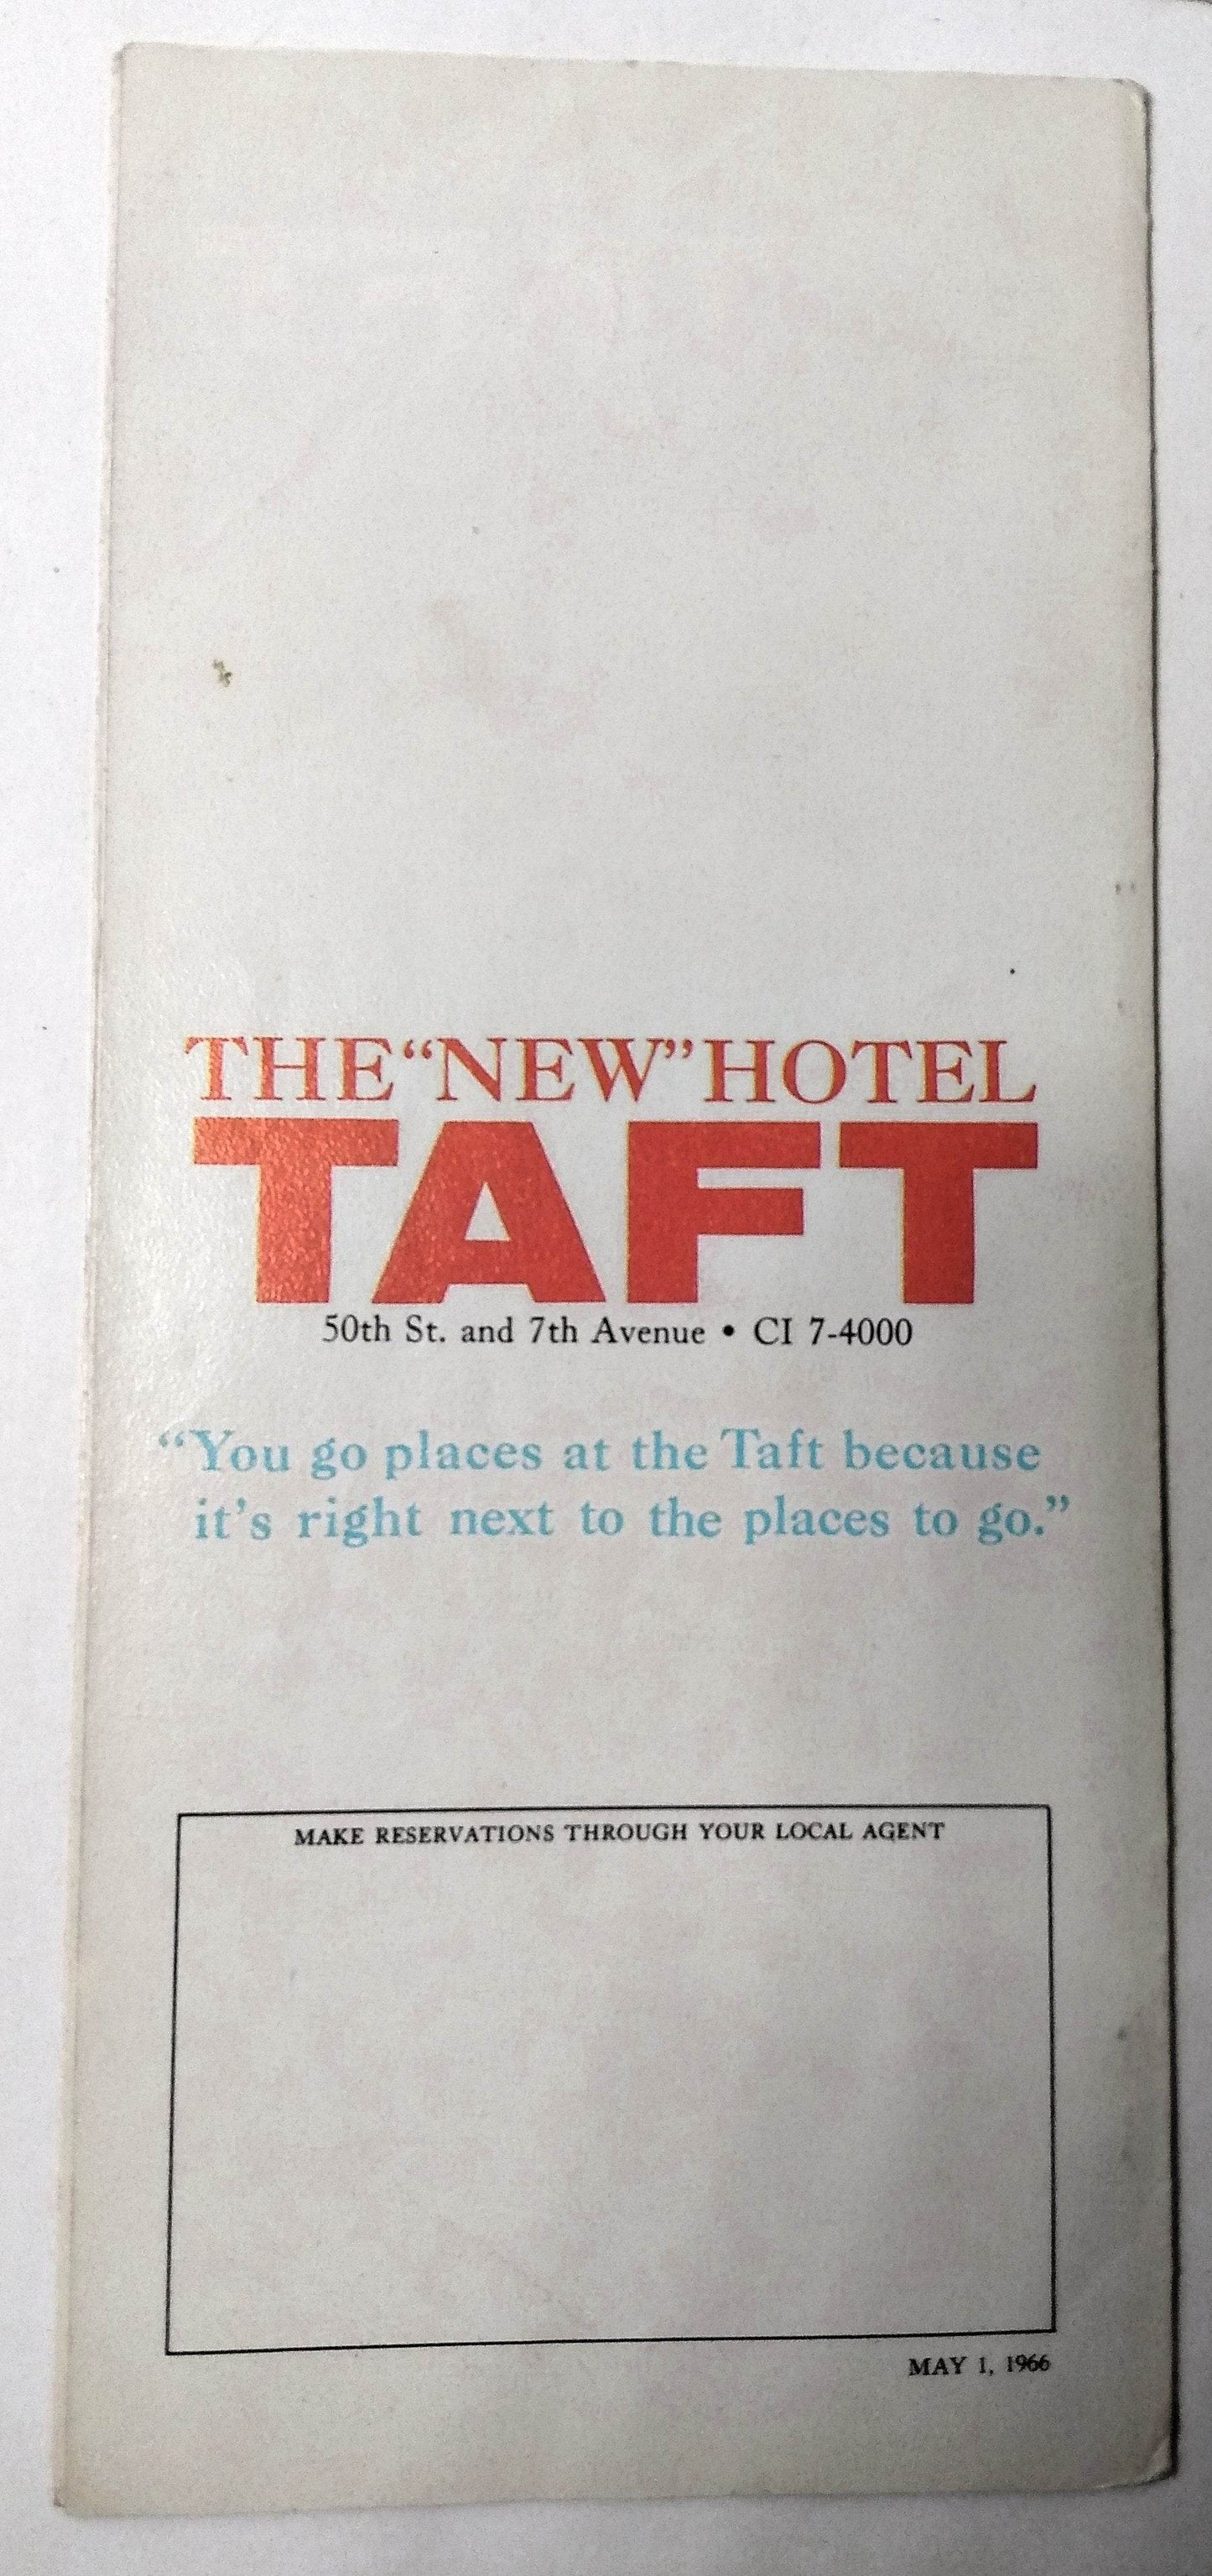 THE “NEW” HOTEL
TAFT
50th St. and 7th Avenue • CI 7-4000
“You go places at the Taft because
it’s right next to the places to go.”
MAKE RESERVATIONS THROUGH YOUR LOCAL AGENT
MAY 1, 1966